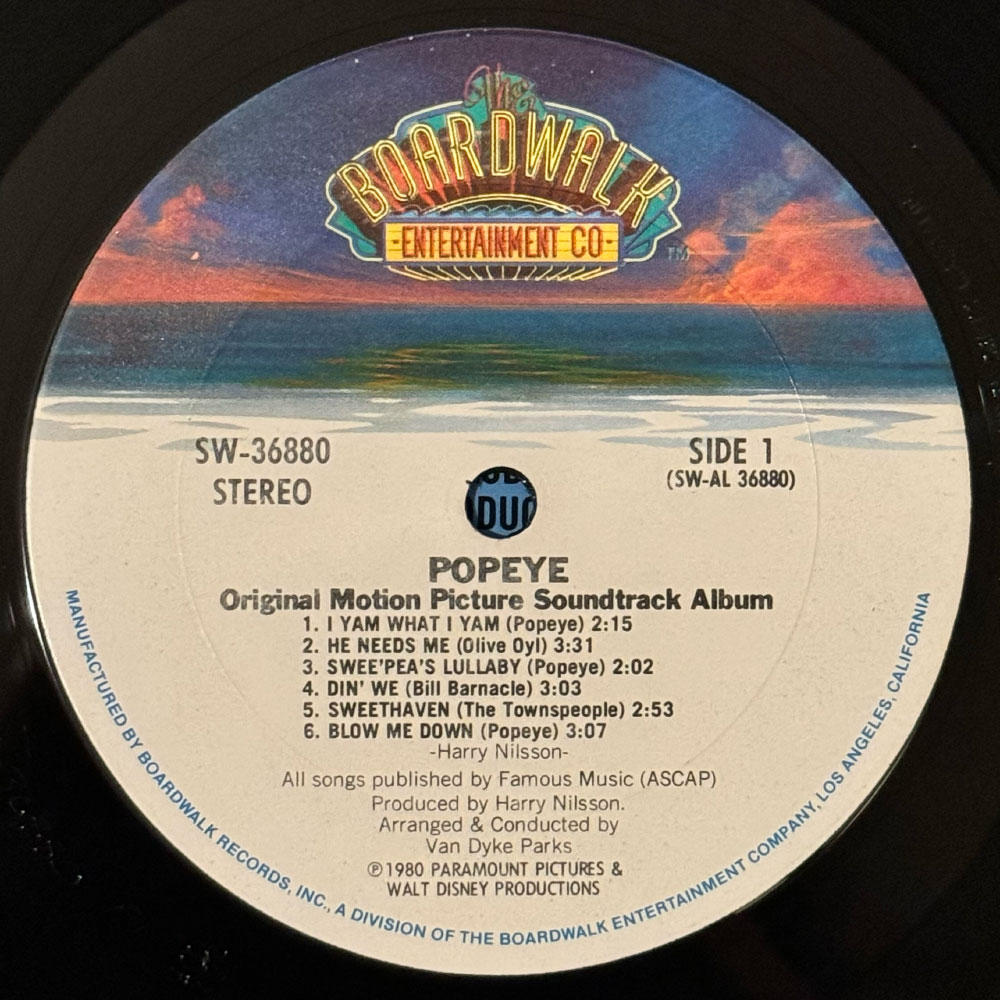 The
BOARDWALK
-ENTERTAINMENT CO-
TM
SW-36880
STEREO
SIDE 1
(SW-AL 36880)
DUC
POPEYE
Original Motion Picture Soundtrack Album
1. I YAM WHAT I YAM (Popeye) 2:15
2. HE NEEDS ME (Olive Oyl) 3:31
3. SWEE'PEA'S LULLABY (Popeye) 2:02
4. DIN' WE (Bill Barnacle) 3:03
5. SWEETHAVEN (The Townspeople) 2:53
6. BLOW ME DOWN (Popeye) 3:07
-Harry Nilsson-
All songs published by Famous Music (ASCAP)
Produced by Harry Nilsson.
Arranged & Conducted by
Van Dyke Parks
℗ 1980 PARAMOUNT PICTURES &
WALT DISNEY PRODUCTIONS
MANUFACTURED BY BOARDWALK RECORDS, INC., A DIVISION OF THE BOARDWALK ENTERTAINMENT COMPANY, LOS ANGELES, CALIFORNIA